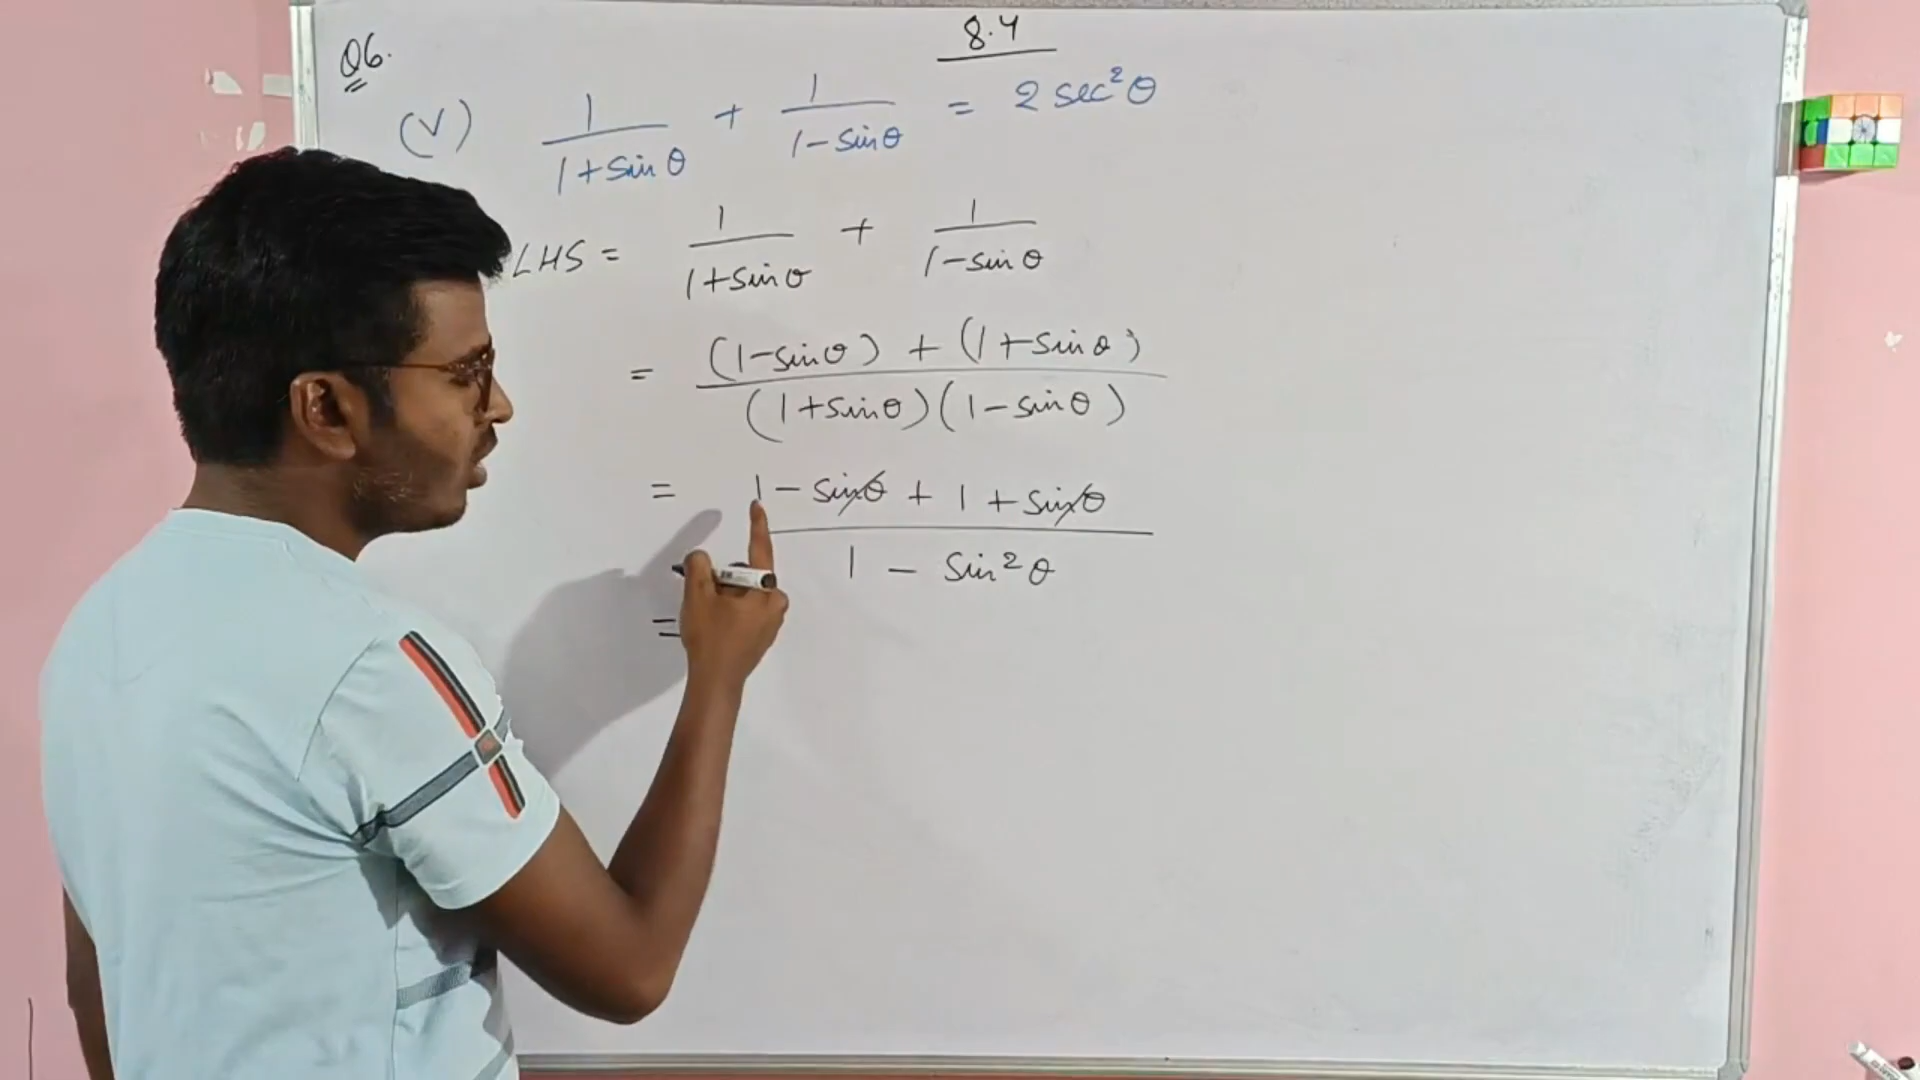 8.4
Q6.
(V) 1/(1+sinθ) + 1/(1-sinθ) = 2 sec²θ
LHS = 1/(1+sinθ) + 1/(1-sinθ)
= ((1-sinθ) + (1+sinθ))/((1+sinθ)(1-sinθ))
= (1 - sinθ + 1 + sinθ)/(1 - Sin²θ)
=